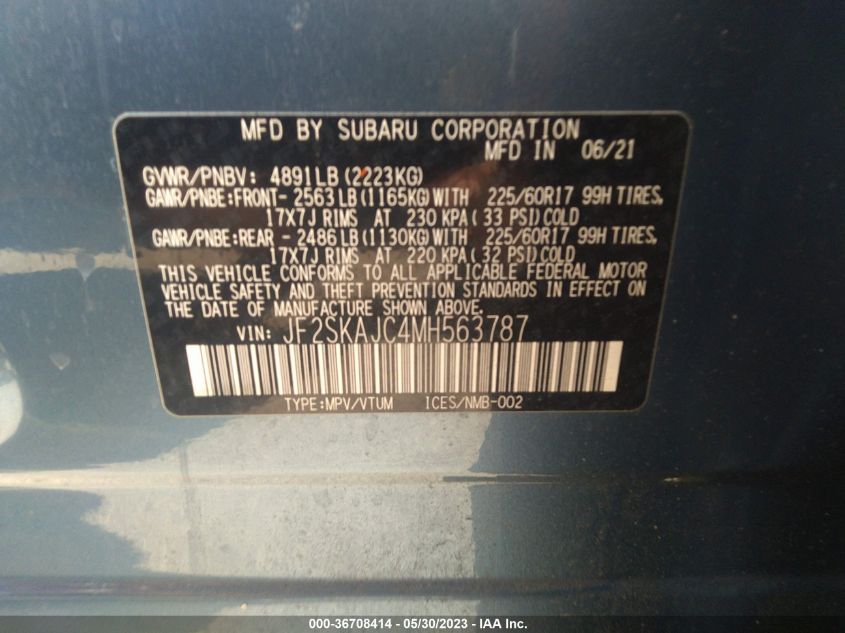 MFD BY SUBARU CORPORATION
MFD IN 06/21
GVWR/PNBV: 4891LB (2223KG)
GAWR/PNBE:FRONT- 2563LB (1165KG) WITH 225/60R17 99H TIRES,
17X7J RIMS AT 230 KPA ( 33 PSI) COLD
GAWR/PNBE:REAR - 2486LB (1130KG) WITH 225/60R17 99H TIRES,
17X7J RIMS AT 220 KPA ( 32 PSI) COLD
THIS VEHICLE CONFORMS TO ALL APPLICABLE FEDERAL MOTOR
VEHICLE SAFETY AND THEFT PREVENTION STANDARDS IN EFFECT ON
THE DATE OF MANUFACTURE SHOWN ABOVE.
VIN: JF2SKAJC4MH563787
TYPE:MPV/VTUM ICES/NMB-002
000-36708414 - 05/30/2023 - IAA Inc.